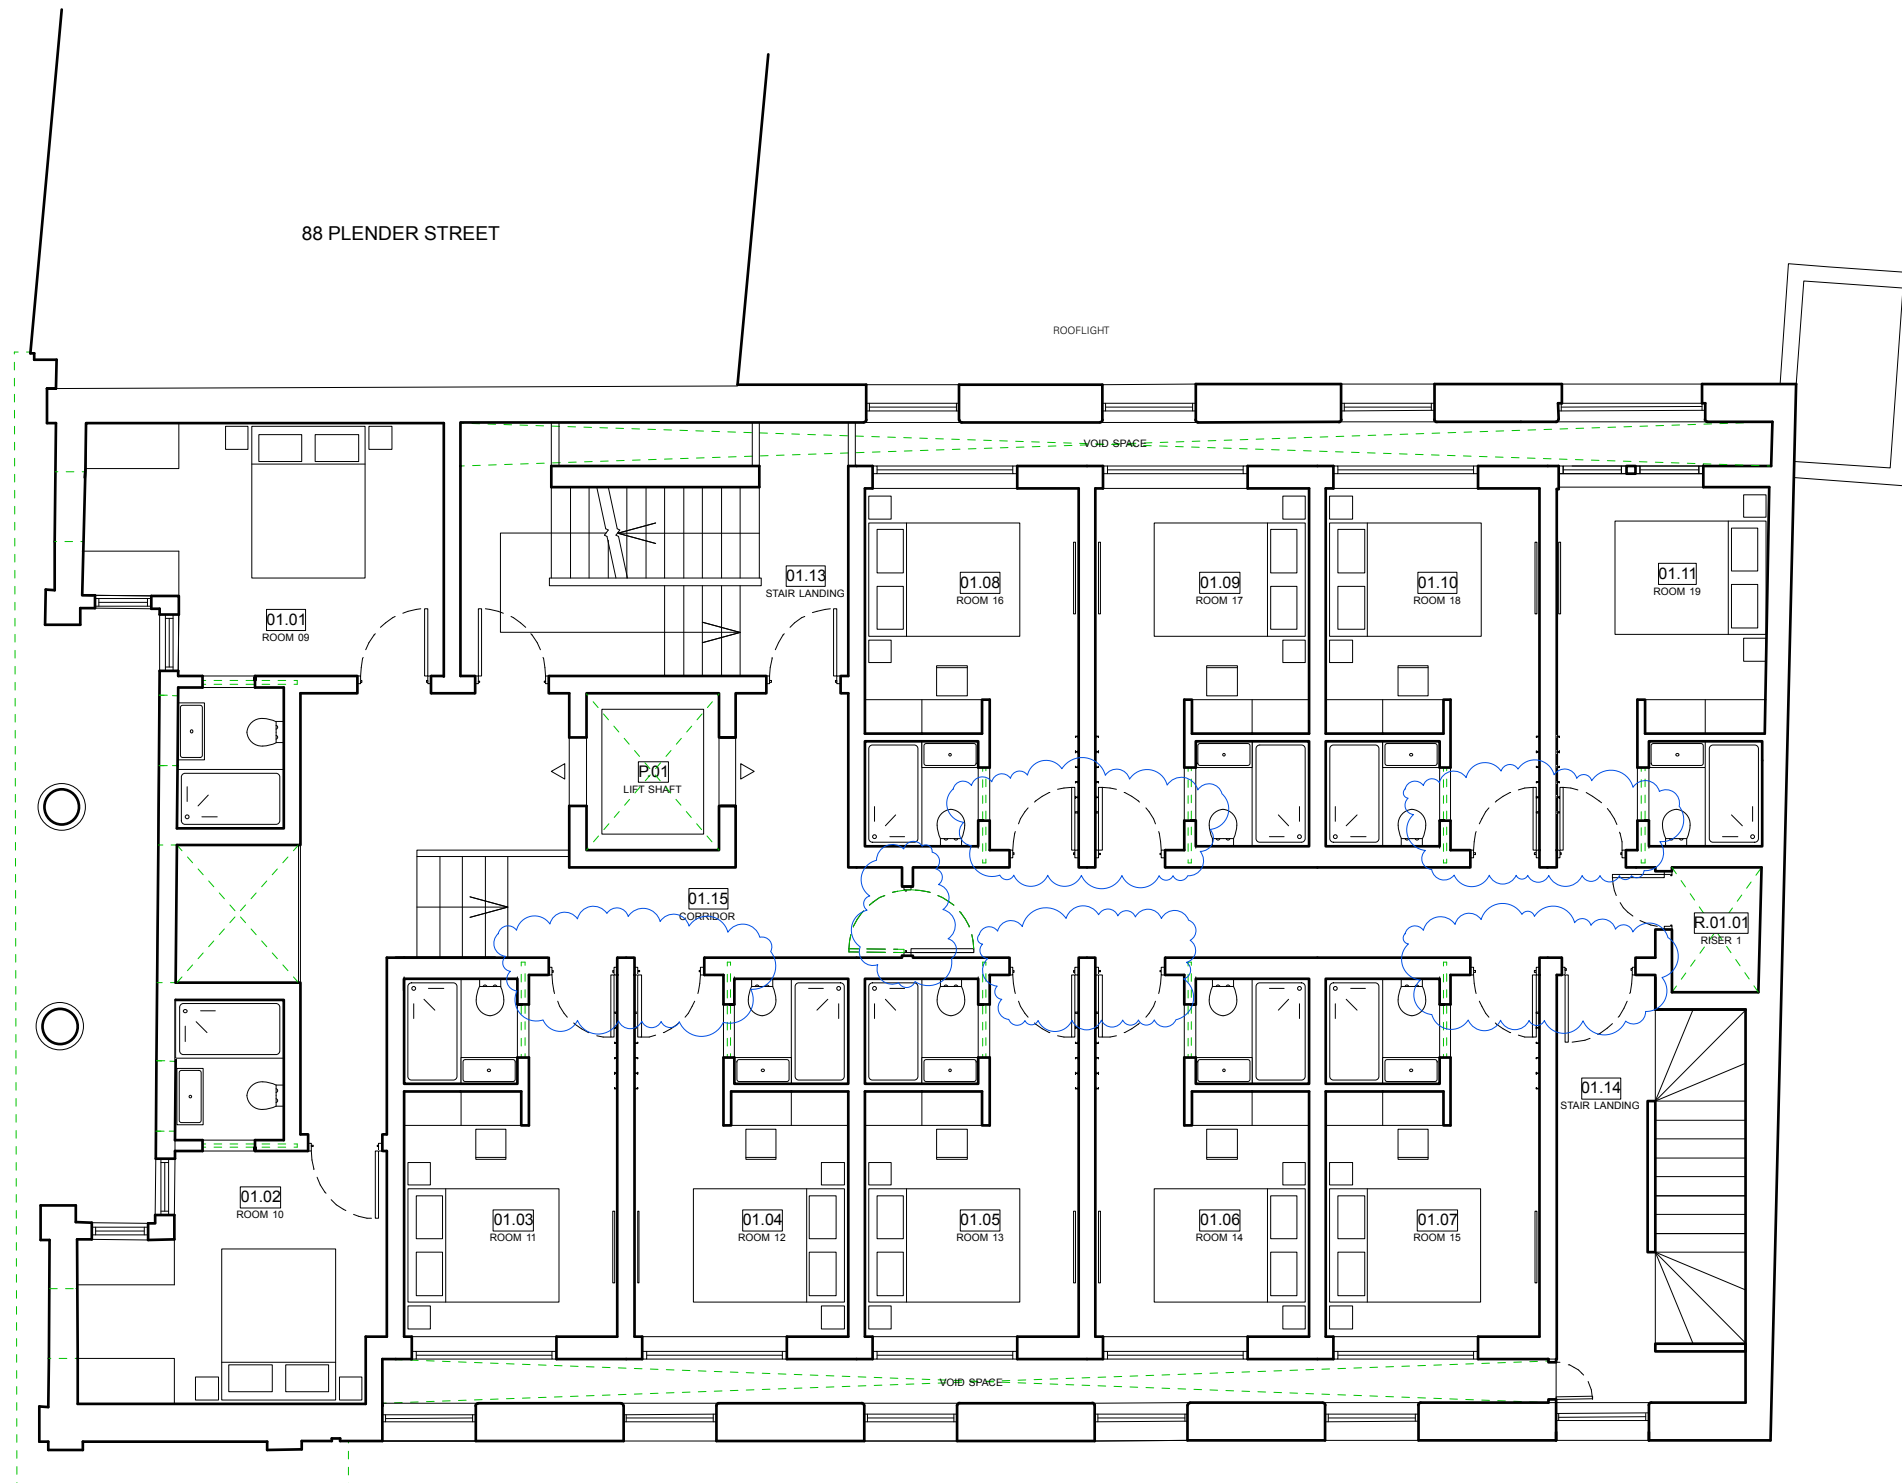 88 PLENDER STREET
ROOFLIGHT
VOID SPACE
01.13
STAIR LANDING
01.08
ROOM 16
01.09
ROOM 17
01.10
ROOM 18
01.11
ROOM 19
01.01
ROOM 09
P.01
LIFT SHAFT
01.15
CORRIDOR
R.01.01
RISER 1
01.14
STAIR LANDING
01.02
ROOM 10
01.03
ROOM 11
01.04
ROOM 12
01.05
ROOM 13
01.06
ROOM 14
01.07
ROOM 15
VOID SPACE